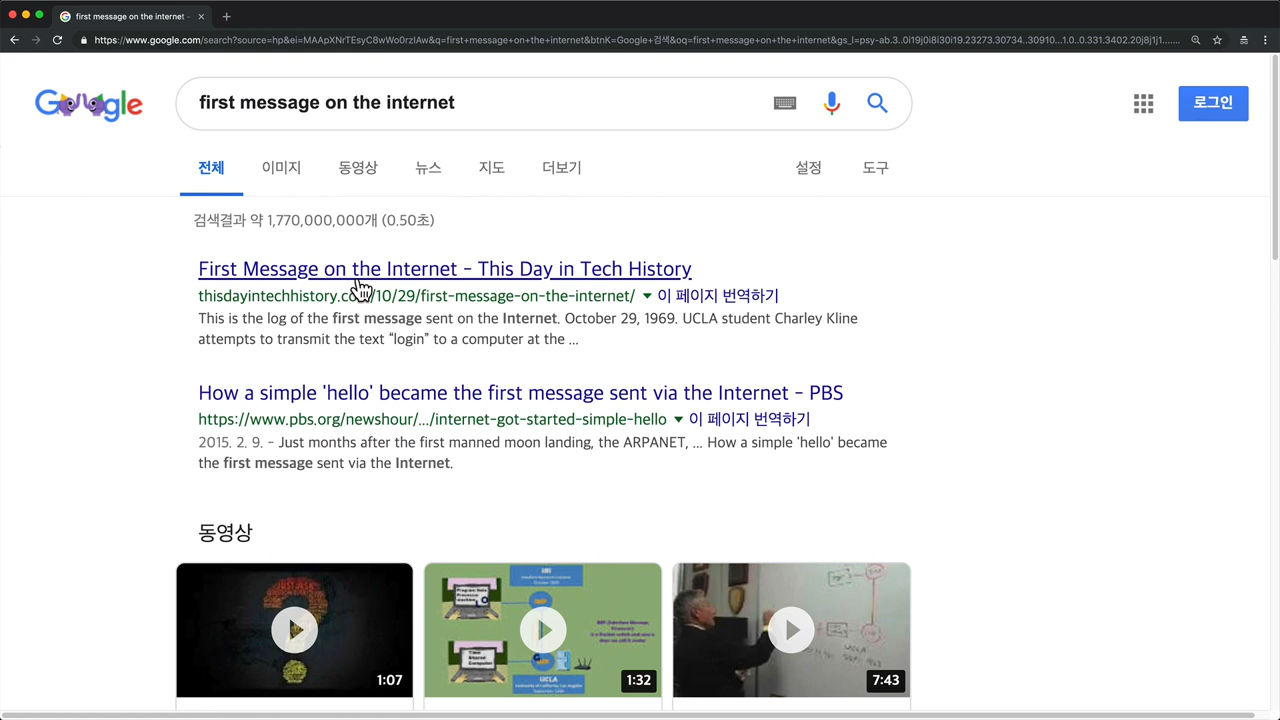 first message on the internet -
https://www.google.com/search?source=hp&ei=MAApXNrTEsyC8wWo0rzIAw&q=first+message+on+the+internet&btnK=Google+검색&oq=first+message+on+the+internet&gs_l=psy-ab.3..0i19j0i8i30i19.23273.30734..30910...1.0..0.331.3402.20j8j1j1.......
Google
first message on the internet
로그인
전체 이미지 동영상 뉴스 지도 더보기 설정 도구
검색결과 약 1,770,000,000개 (0.50초)
First Message on the Internet - This Day in Tech History
thisdayintechhistory.co /10/29/first-message-on-the-internet/ 이 페이지 번역하기
This is the log of the first message sent on the Internet. October 29, 1969. UCLA student Charley Kline
attempts to transmit the text “login” to a computer at the ...
How a simple 'hello' became the first message sent via the Internet - PBS
https://www.pbs.org/newshour/.../internet-got-started-simple-hello 이 페이지 번역하기
2015. 2. 9. - Just months after the first manned moon landing, the ARPANET, ... How a simple 'hello' became
the first message sent via the Internet.
동영상
SRI
UCLA
1:07
1:32
7:43